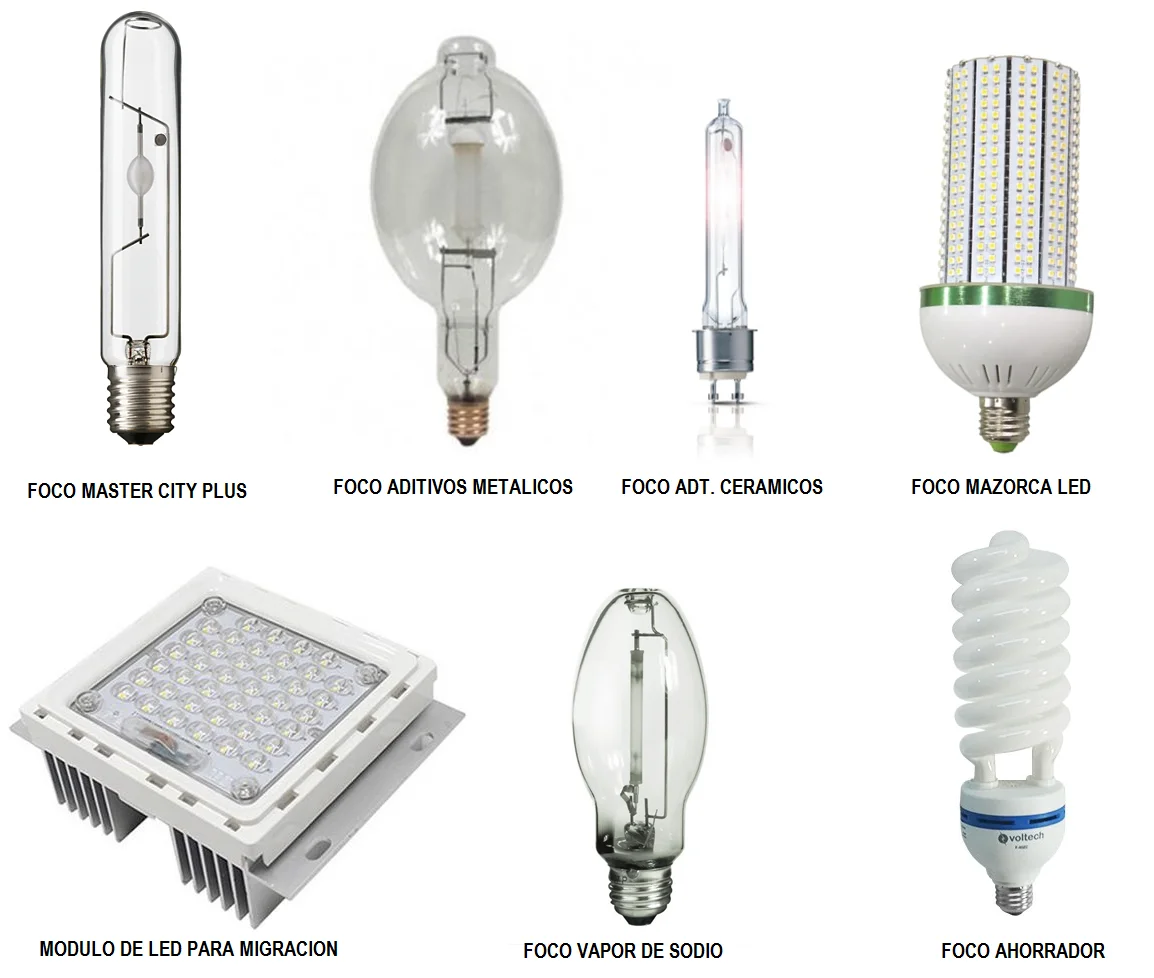 FOCO MASTER CITY PLUS
FOCO ADITIVOS METALICOS
FOCO ADT. CERAMICOS
FOCO MAZORCA LED
voltech
MODULO DE LED PARA MIGRACION
FOCO VAPOR DE SODIO
FOCO AHORRADOR